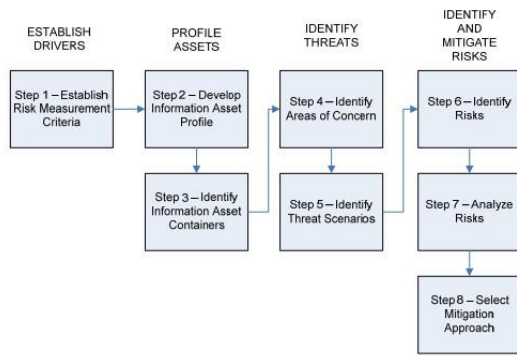 ESTABLISH
DRIVERS
PROFILE
ASSETS
IDENTIFY
THREATS
IDENTIFY
AND
MITIGATE
RISKS
Step 1 – Establish
Risk Measurement
Criteria
Step 2 – Develop
Information Asset
Profile
Step 3 – Identify
Information Asset
Containers
Step 4 – Identify
Areas of Concern
Step 5 – Identify
Threat Scenarios
Step 6 – Identify
Risks
Step 7 – Analyze
Risks
Step 8 – Select
Mitigation
Approach